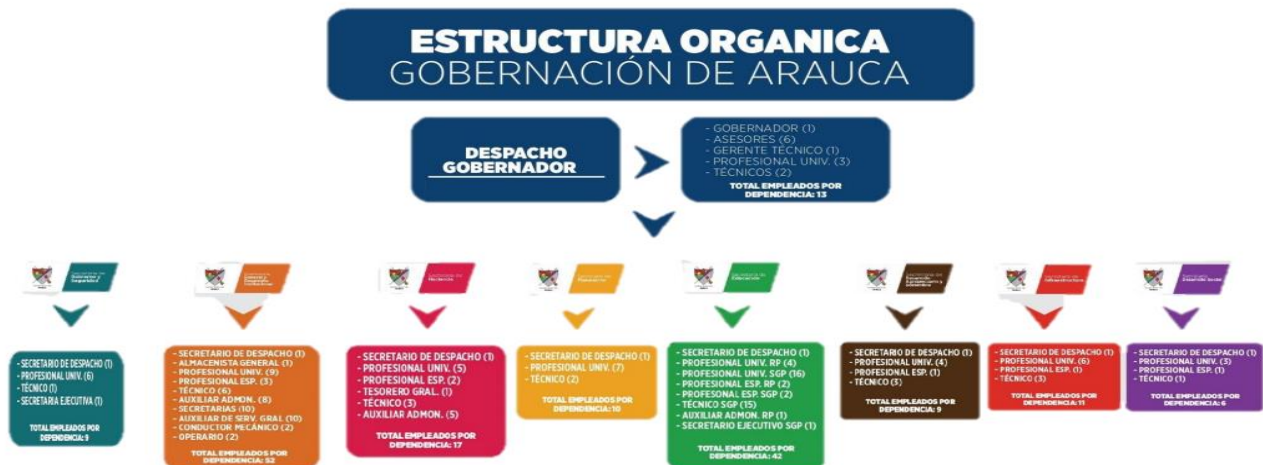 ESTRUCTURA ORGANICA
GOBERNACIÓN DE ARAUCA
DESPACHO
GOBERNADOR
- GOBERNADOR (1)
- ASESORES (6)
- GERENTE TÉCNICO (1)
- PROFESIONAL UNIV. (3)
- TÉCNICOS (2)
TOTAL EMPLEADOS POR
DEPENDENCIA: 13
- SECRETARIO DE DESPACHO (1)
- PROFESIONAL UNIV. (6)
- TÉCNICO (1)
- SECRETARIA EJECUTIVA (1)
TOTAL EMPLEADOS POR
DEPENDENCIA: 9
- SECRETARIO DE DESPACHO (1)
- ALMACENISTA GENERAL (1)
- PROFESIONAL UNIV. (9)
- PROFESIONAL ESP. (3)
- TÉCNICO (6)
- AUXILIAR ADMON. (8)
- SECRETARIAS (10)
- AUXILIAR DE SERV. GRAL (10)
- CONDUCTOR MECÁNICO (2)
- OPERARIO (2)
TOTAL EMPLEADOS POR
DEPENDENCIA: 52
- SECRETARIO DE DESPACHO (1)
- PROFESIONAL UNIV. (5)
- PROFESIONAL ESP. (2)
- TESORERO GRAL. (1)
- TÉCNICO (3)
- AUXILIAR ADMON. (5)
TOTAL EMPLEADOS POR
DEPENDENCIA: 17
- SECRETARIO DE DESPACHO (1)
- PROFESIONAL UNIV. (7)
- TÉCNICO (2)
TOTAL EMPLEADOS POR
DEPENDENCIA: 10
Secretaría de
Educación
- SECRETARIO DE DESPACHO (1)
- PROFESIONAL UNIV. RP (4)
- PROFESIONAL UNIV. SGP (16)
- PROFESIONAL ESP. RP (2)
- PROFESIONAL ESP. SGP (2)
- TÉCNICO SGP (15)
- AUXILIAR ADMON. RP (1)
- SECRETARIO EJECUTIVO SGP (1)
TOTAL EMPLEADOS POR
DEPENDENCIA: 42
- SECRETARIO DE DESPACHO (1)
- PROFESIONAL UNIV. (4)
- PROFESIONAL ESP. (1)
- TÉCNICO (3)
TOTAL EMPLEADOS POR
DEPENDENCIA: 9
- SECRETARIO DE DESPACHO (1)
- PROFESIONAL UNIV. (6)
- PROFESIONAL ESP. (1)
- TÉCNICO (3)
TOTAL EMPLEADOS POR
DEPENDENCIA: 11
- SECRETARIO DE DESPACHO (1)
- PROFESIONAL UNIV. (3)
- PROFESIONAL ESP. (1)
- TÉCNICO (1)
TOTAL EMPLEADOS POR
DEPENDENCIA: 6